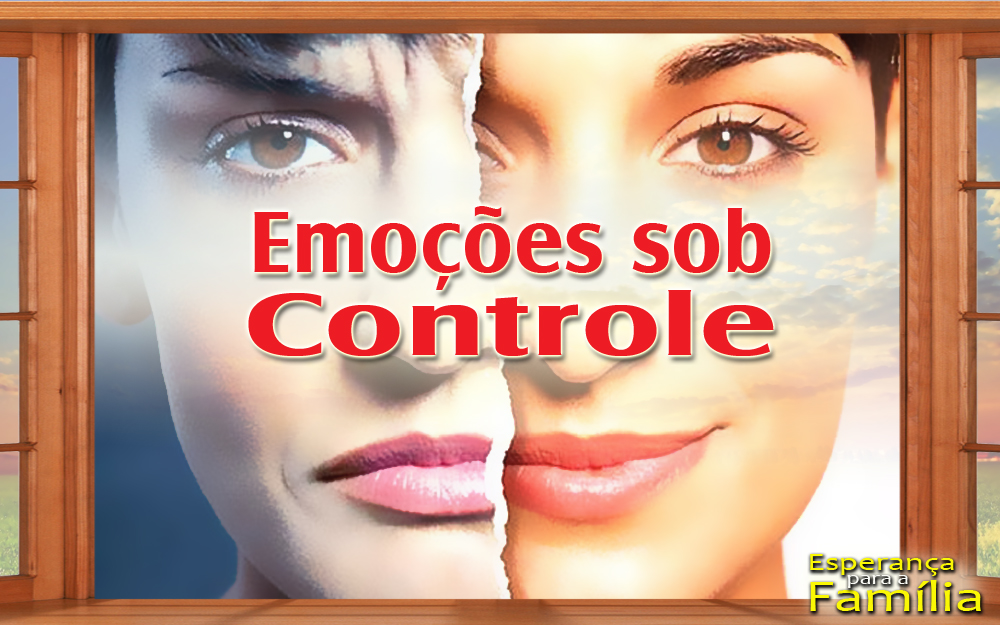 Emoções sob
Controle
Esperança
para a
Família